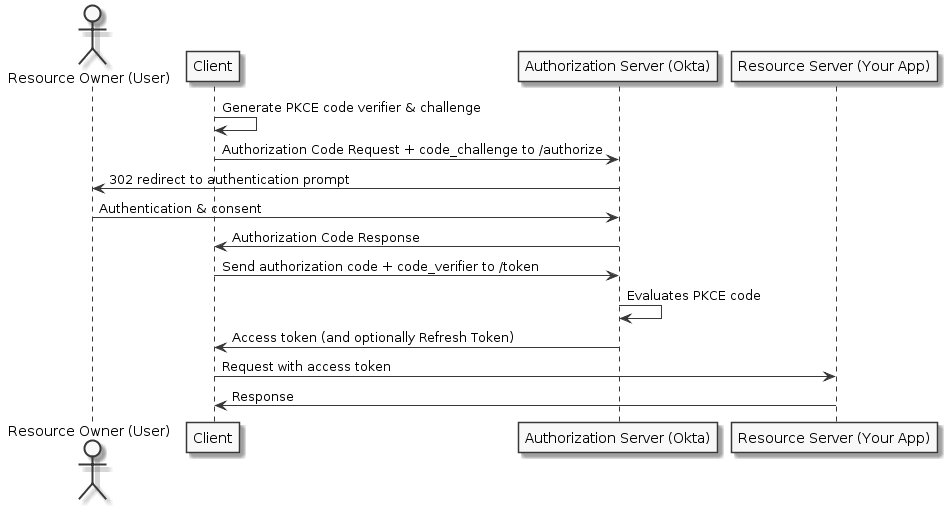 Resource Owner (User)
Client
Authorization Server (Okta)
Resource Server (Your App)
Generate PKCE code verifier & challenge
Authorization Code Request + code_challenge to /authorize
302 redirect to authentication prompt
Authentication & consent
Authorization Code Response
Send authorization code + code_verifier to /token
Evaluates PKCE code
Access token (and optionally Refresh Token)
Request with access token
Response
Resource Owner (User)
Client
Authorization Server (Okta)
Resource Server (Your App)